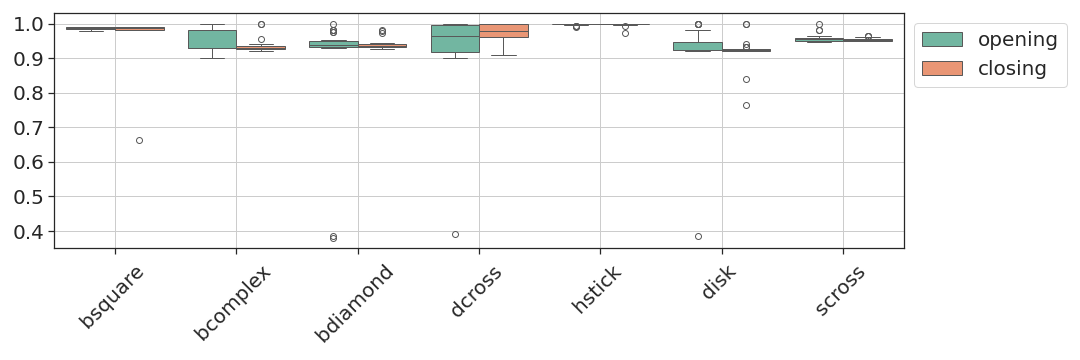 1.0
0.9
0.8
0.7
0.6
0.5
0.4
bsquare
bcomplex
bdiamond
dcross
hstick
disk
scross
opening
closing